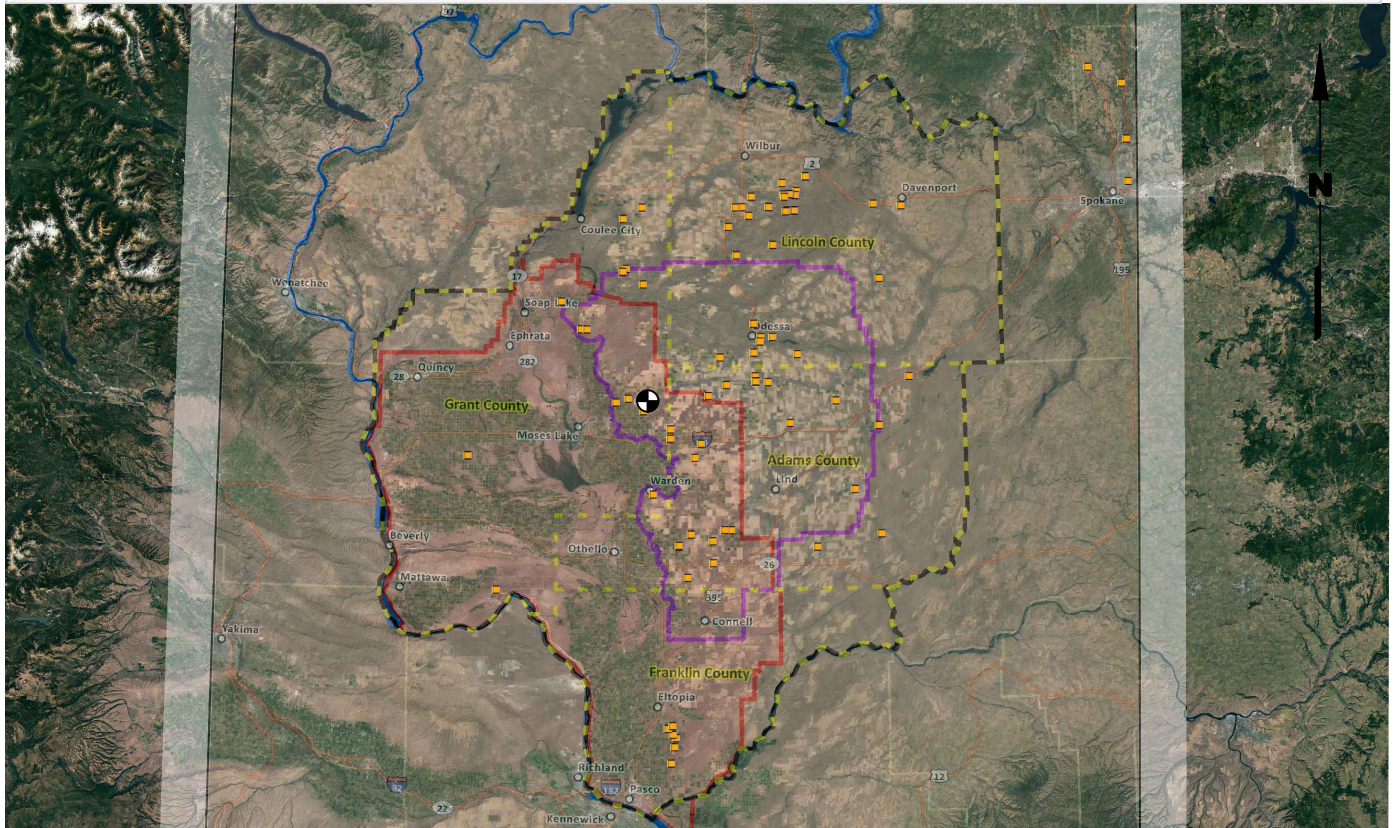 97
Wilbur
2
Davenport
Spokane
N
Coulee City
Lincoln County
195
17
Wenatchee
Soap Lake
Odessa
Ephrata
282
28
Quincy
Grant County
Moses Lake
Adams County
Warden
Lind
Beverly
Othello
26
Mattawa
395
Connell
Yakima
Franklin County
Eltopia
Richland
12
82
182
Pasco
22
Kennewick